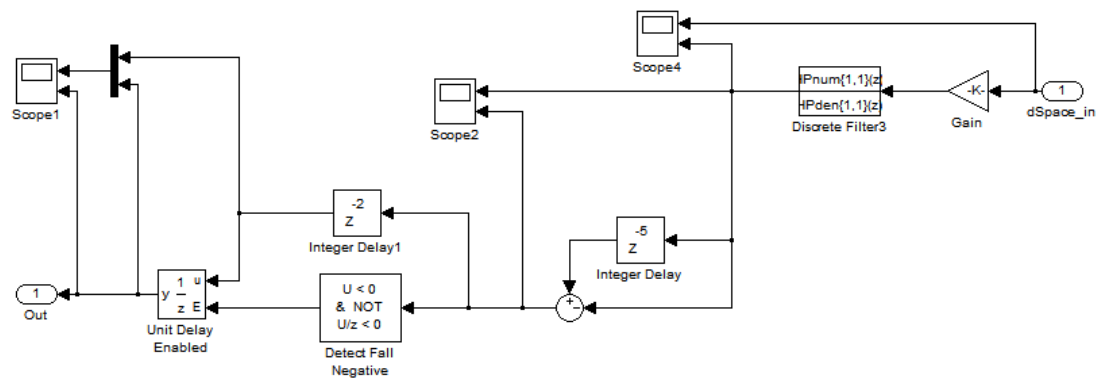 Scope4
HPnum{1,1}(z)
HPden{1,1}(z)
Discrete Filter3
-K-
Gain
1
dSpace_in
Scope1
Scope2
-2
Z
Integer Delay1
-5
Z
Integer Delay
+
−
1
Out
y
1
z
u
E
Unit Delay
Enabled
U < 0
& NOT
U/z < 0
Detect Fall
Negative